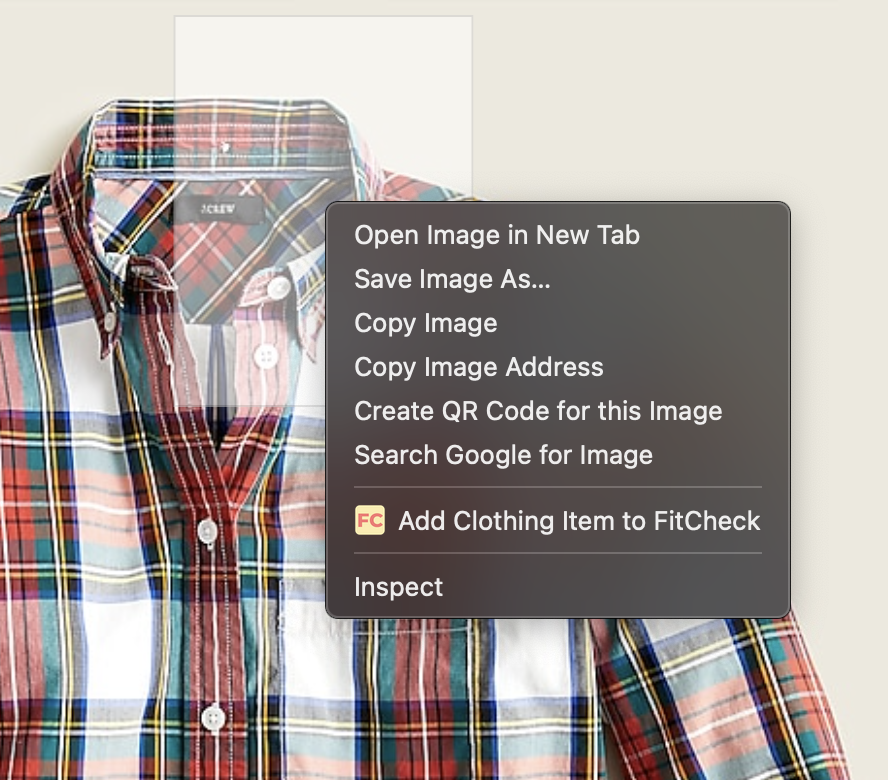 J.CREW
Open Image in New Tab
Save Image As...
Copy Image
Copy Image Address
Create QR Code for this Image
Search Google for Image
FC Add Clothing Item to FitCheck
Inspect